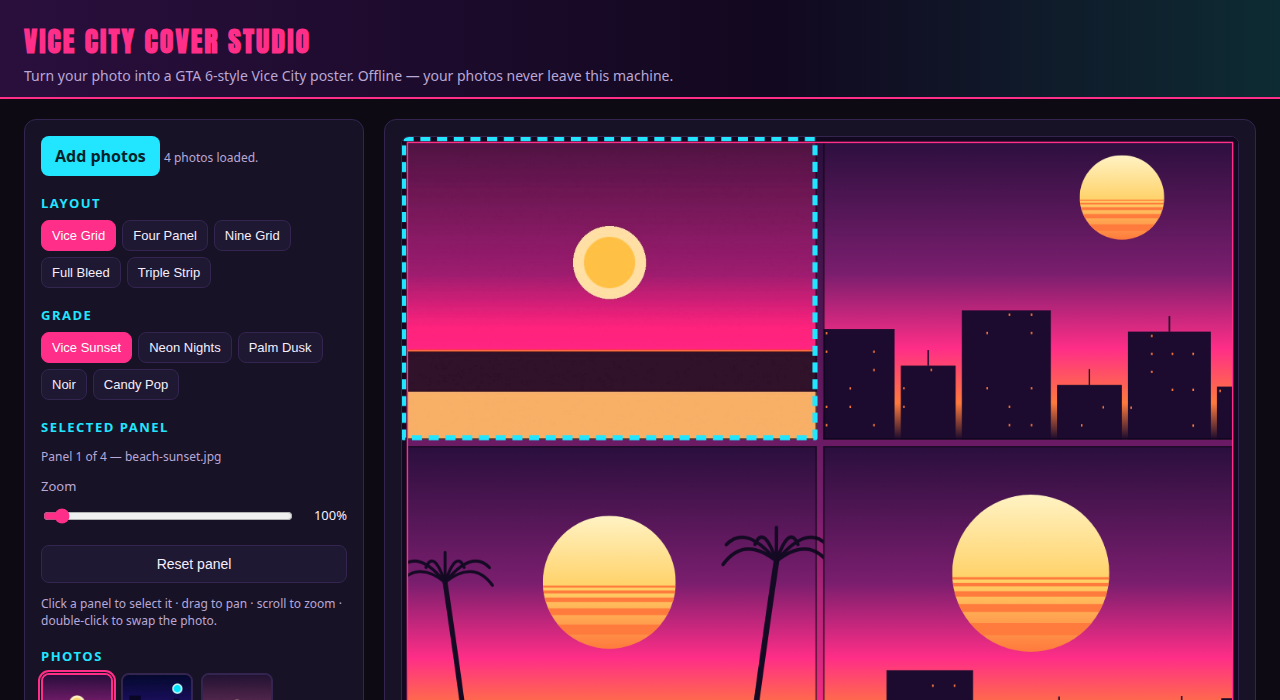 VICE CITY COVER STUDIO
Turn your photo into a GTA 6-style Vice City poster. Offline — your photos never leave this machine.
Add photos
4 photos loaded.
LAYOUT
Vice Grid
Four Panel
Nine Grid
Full Bleed
Triple Strip
GRADE
Vice Sunset
Neon Nights
Palm Dusk
Noir
Candy Pop
SELECTED PANEL
Panel 1 of 4 — beach-sunset.jpg
Zoom
100%
Reset panel
Click a panel to select it · drag to pan · scroll to zoom ·
double-click to swap the photo.
PHOTOS